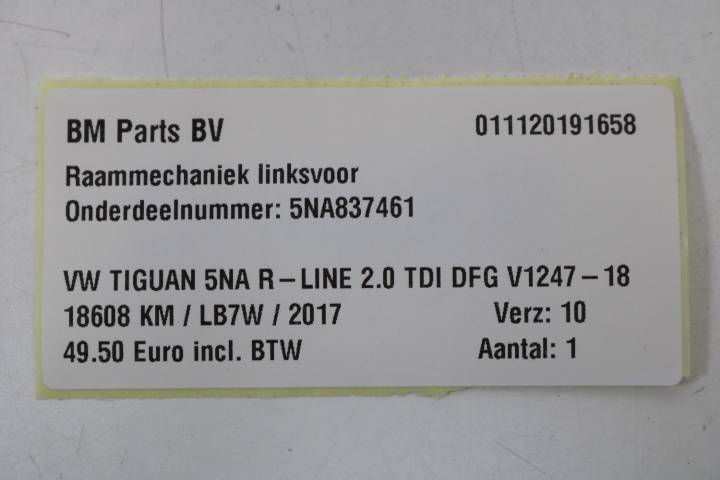 BM Parts BV 011120191658
Raammechaniek linksvoor
Onderdeelnummer: 5NA837461
VW TIGUAN 5NA R-LINE 2.0 TDI DFG V1247-18
18608 KM / LB7W / 2017 Verz: 10
49.50 Euro incl. BTW Aantal: 1